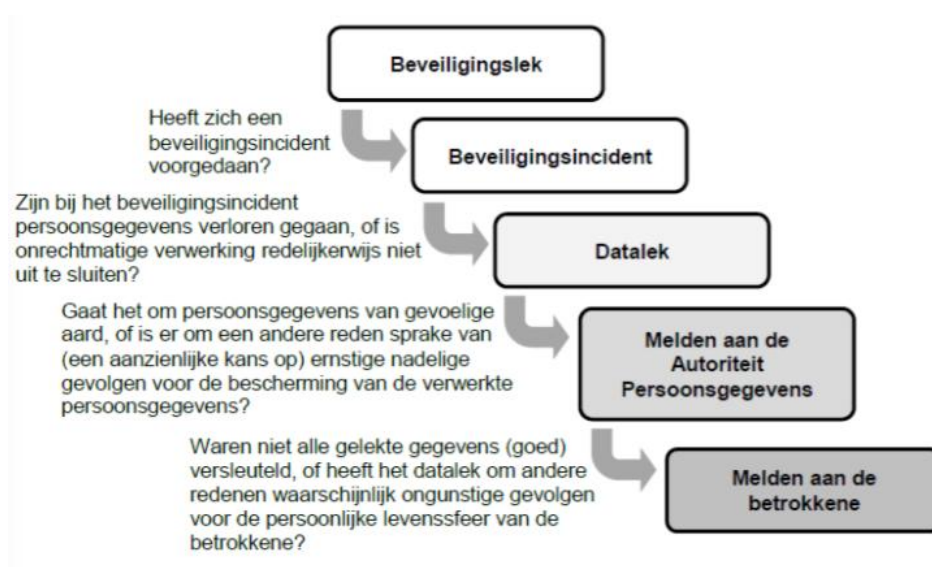 Beveiligingslek
Heeft zich een
beveiligingsincident
voorgedaan?
Beveiligingsincident
Zijn bij het beveiligingsincident
persoonsgegevens verloren gegaan, of is
onrechtmatige verwerking redelijkerwijs niet
uit te sluiten?
Datalek
Gaat het om persoonsgegevens van gevoelige
aard, of is er om een andere reden sprake van
(een aanzienlijke kans op) ernstige nadelige
gevolgen voor de bescherming van de verwerkte
persoonsgegevens?
Melden aan de
Autoriteit
Persoonsgegevens
Waren niet alle gelekte gegevens (goed)
versleuteld, of heeft het datalek om andere
redenen waarschijnlijk ongunstige gevolgen
voor de persoonlijke levenssfeer van de
betrokkene?
Melden aan de
betrokkene